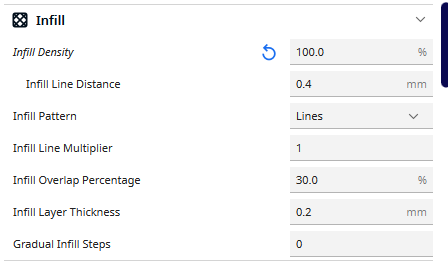 Infill
Infill Density 100.0 %
Infill Line Distance 0.4 mm
Infill Pattern Lines
Infill Line Multiplier 1
Infill Overlap Percentage 30.0 %
Infill Layer Thickness 0.2 mm
Gradual Infill Steps 0